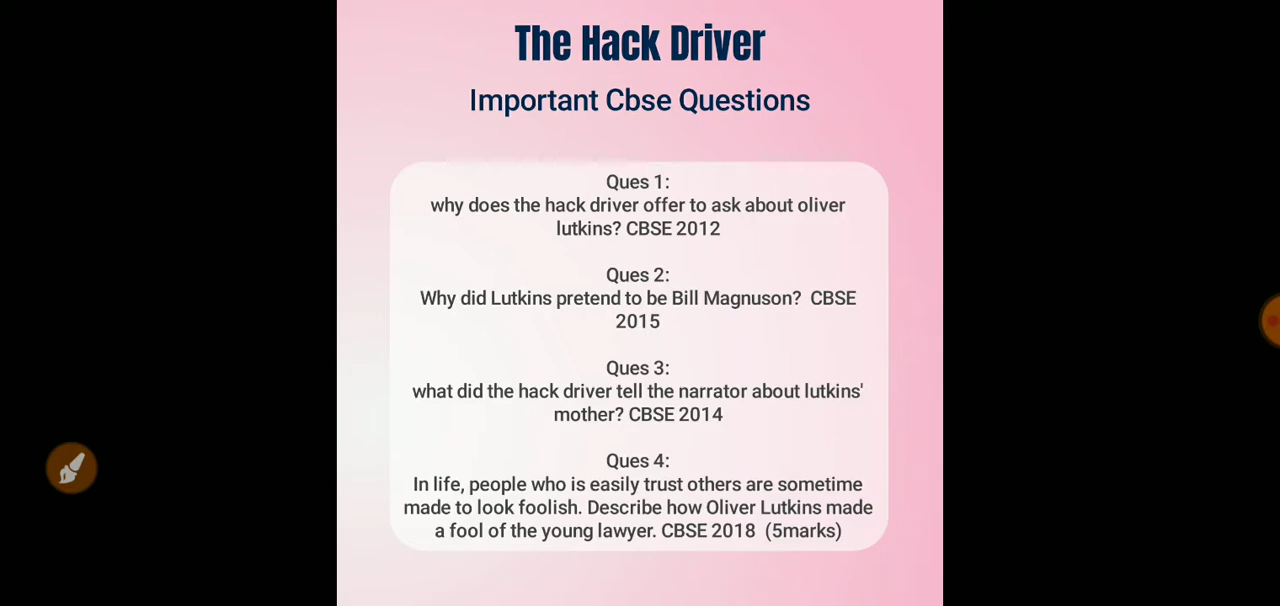 The Hack Driver
Important Cbse Questions
Ques 1:
why does the hack driver offer to ask about oliver
lutkins? CBSE 2012
Ques 2:
Why did Lutkins pretend to be Bill Magnuson?  CBSE
2015
Ques 3:
what did the hack driver tell the narrator about lutkins'
mother? CBSE 2014
Ques 4:
In life, people who is easily trust others are sometime
made to look foolish. Describe how Oliver Lutkins made
a fool of the young lawyer. CBSE 2018  (5marks)